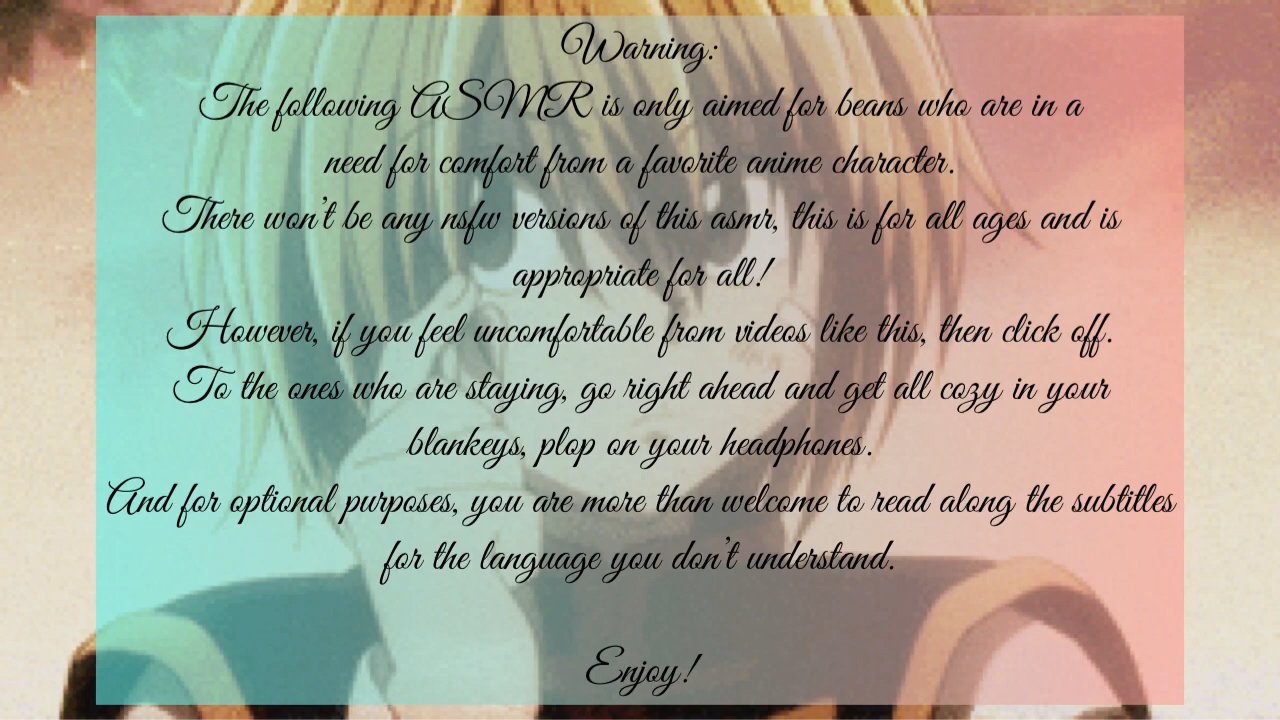 Warning:
The following ASMR is only aimed for beans who are in a
need for comfort from a favorite anime character.
There won't be any nsfw versions of this asmr, this is for all ages and is
appropriate for all!
However, if you feel uncomfortable from videos like this, then click off.
To the ones who are staying, go right ahead and get all cozy in your
blankeys, plop on your headphones.
And for optional purposes, you are more than welcome to read along the subtitles
for the language you don't understand.
Enjoy!